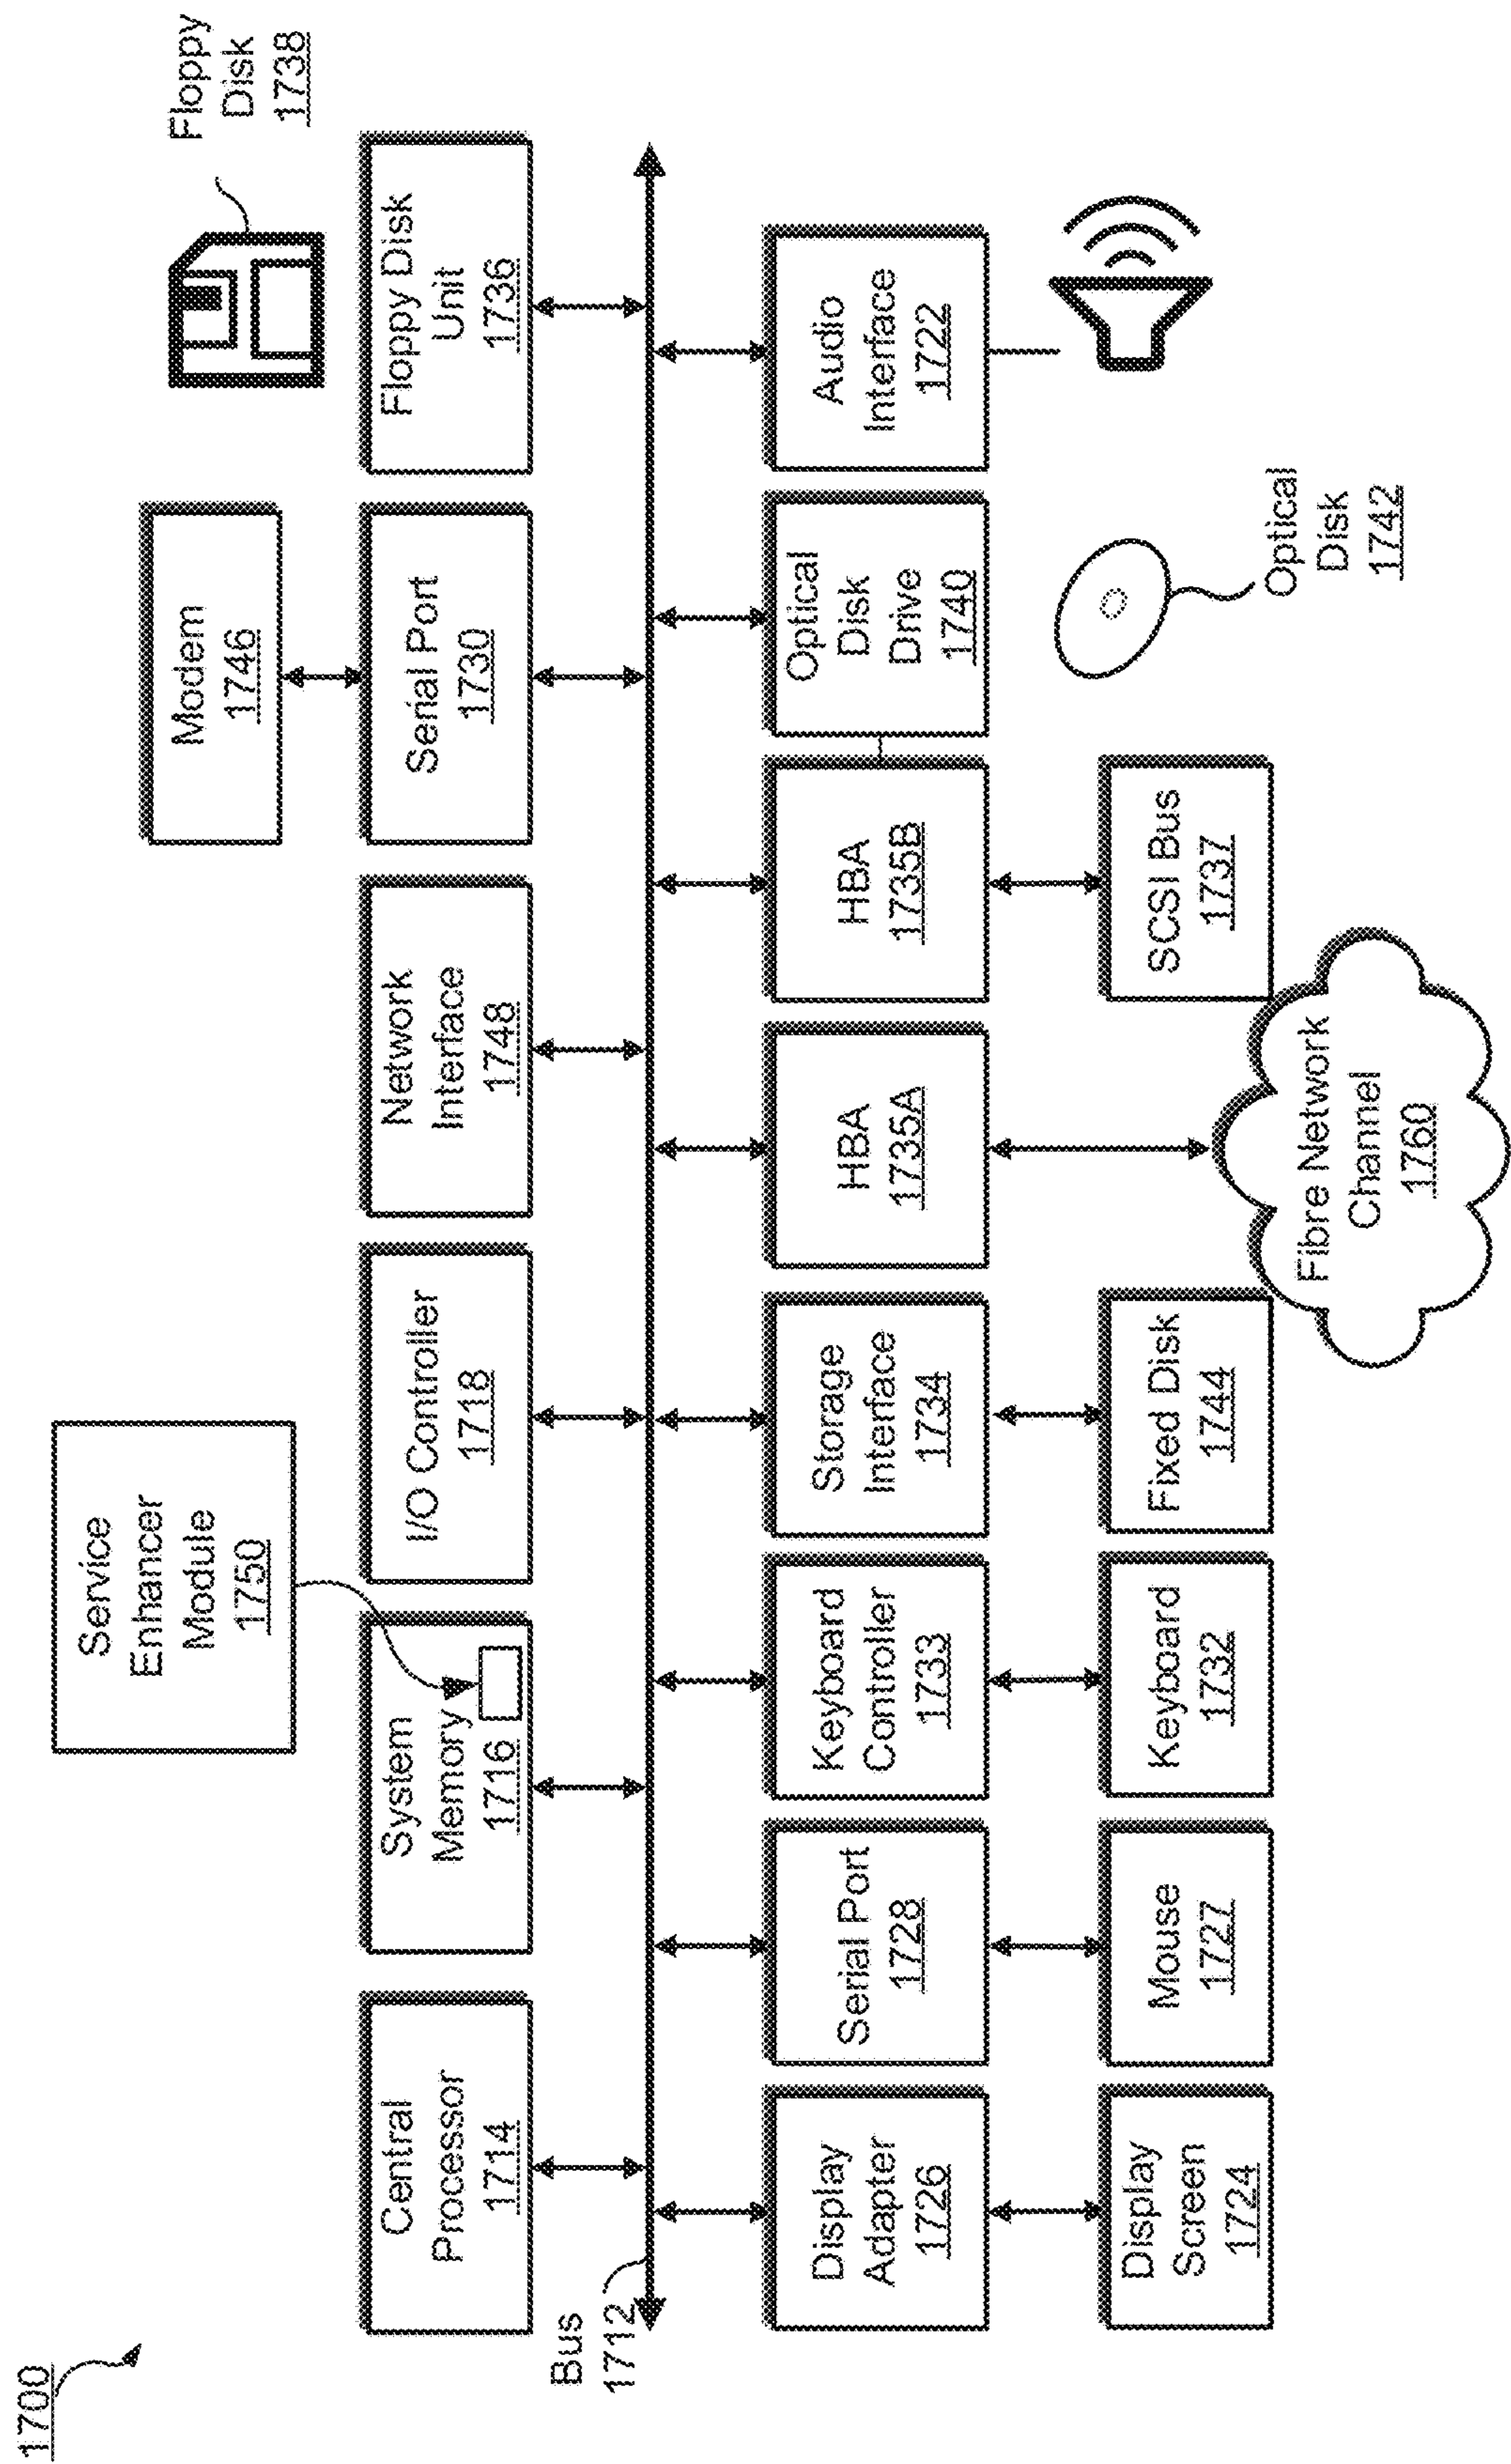 1700
Service
Enhancer
Module
1750
Modem
1746
Floppy
Disk
1738
Central
Processor
1714
System
Memory
1716
I/O Controller
1718
Network
Interface
1748
Serial Port
1730
Floppy Disk
Unit
1736
Bus
1712
Display
Adapter
1726
Serial Port
1728
Keyboard
Controller
1733
Storage
Interface
1734
HBA
1735A
HBA
1735B
Optical
Disk
Drive
1740
Audio
Interface
1722
Display
Screen
1724
Mouse
1727
Keyboard
1732
Fixed Disk
1744
SCSI Bus
1737
Optical
Disk
1742
Fibre Network
Channel
1760